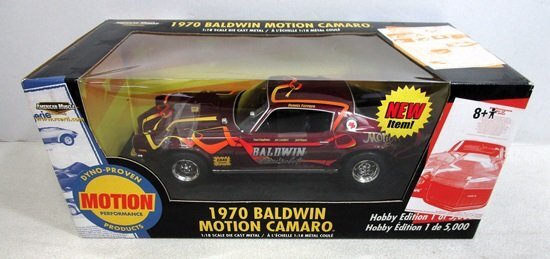 1970 BALDWIN MOTION CAMARO®
1:18 SCALE DIE CAST METAL / À L'ÉCHELLE 1:18 MÉTAL COULÉ
AMERICAN MUSCLE
NEW
Item!
8+
BALDWIN
DYNO-PROVEN
MOTION
PERFORMANCE
PRODUCTS
1970 BALDWIN
MOTION CAMARO®
1:18 SCALE DIE CAST METAL / À L'ÉCHELLE 1:18 MÉTAL COULÉ
Hobby Edition 1 of 5,000
Hobby Edition 1 de 5,000